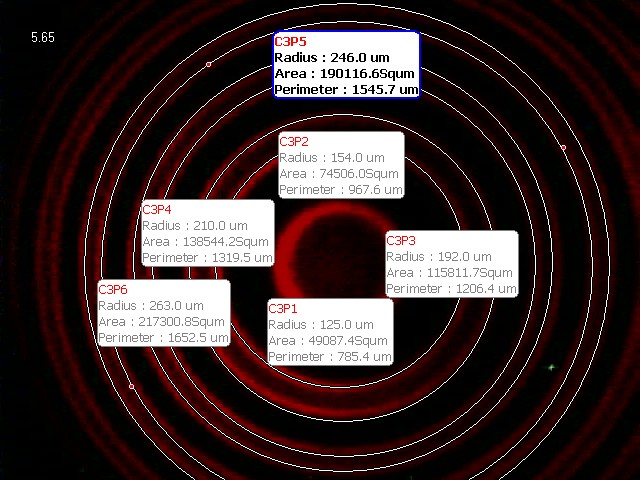 5.65
C3P5
Radius : 246.0 um
Area : 190116.6Squm
Perimeter : 1545.7 um
C3P2
Radius : 154.0 um
Area : 74506.0Squm
Perimeter : 967.6 um
C3P4
Radius : 210.0 um
Area : 138544.2Squm
Perimeter : 1319.5 um
C3P3
Radius : 192.0 um
Area : 115811.7Squm
Perimeter : 1206.4 um
C3P6
Radius : 263.0 um
Area : 217300.8Squm
Perimeter : 1652.5 um
C3P1
Radius : 125.0 um
Area : 49087.4Squm
Perimeter : 785.4 um